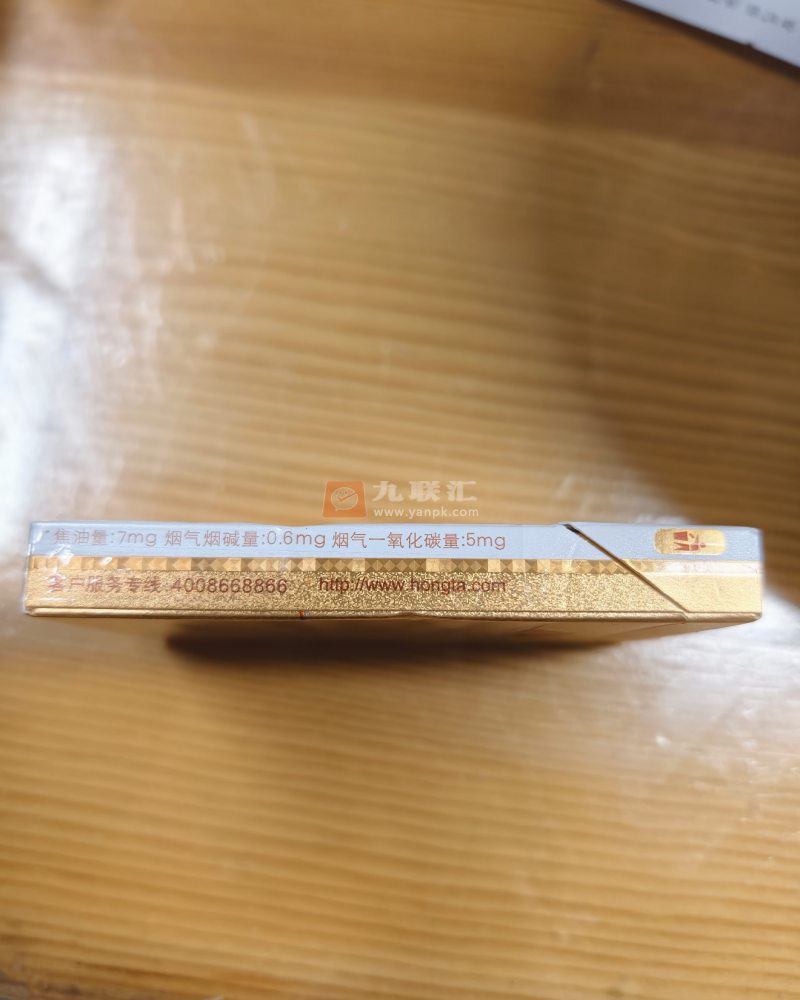 九联汇
www.yanpk.com
焦油量:7mg 烟气烟碱量:0.6mg 烟气一氧化碳量:5mg
客户服务专线:4008668866 http://www.hongta.com